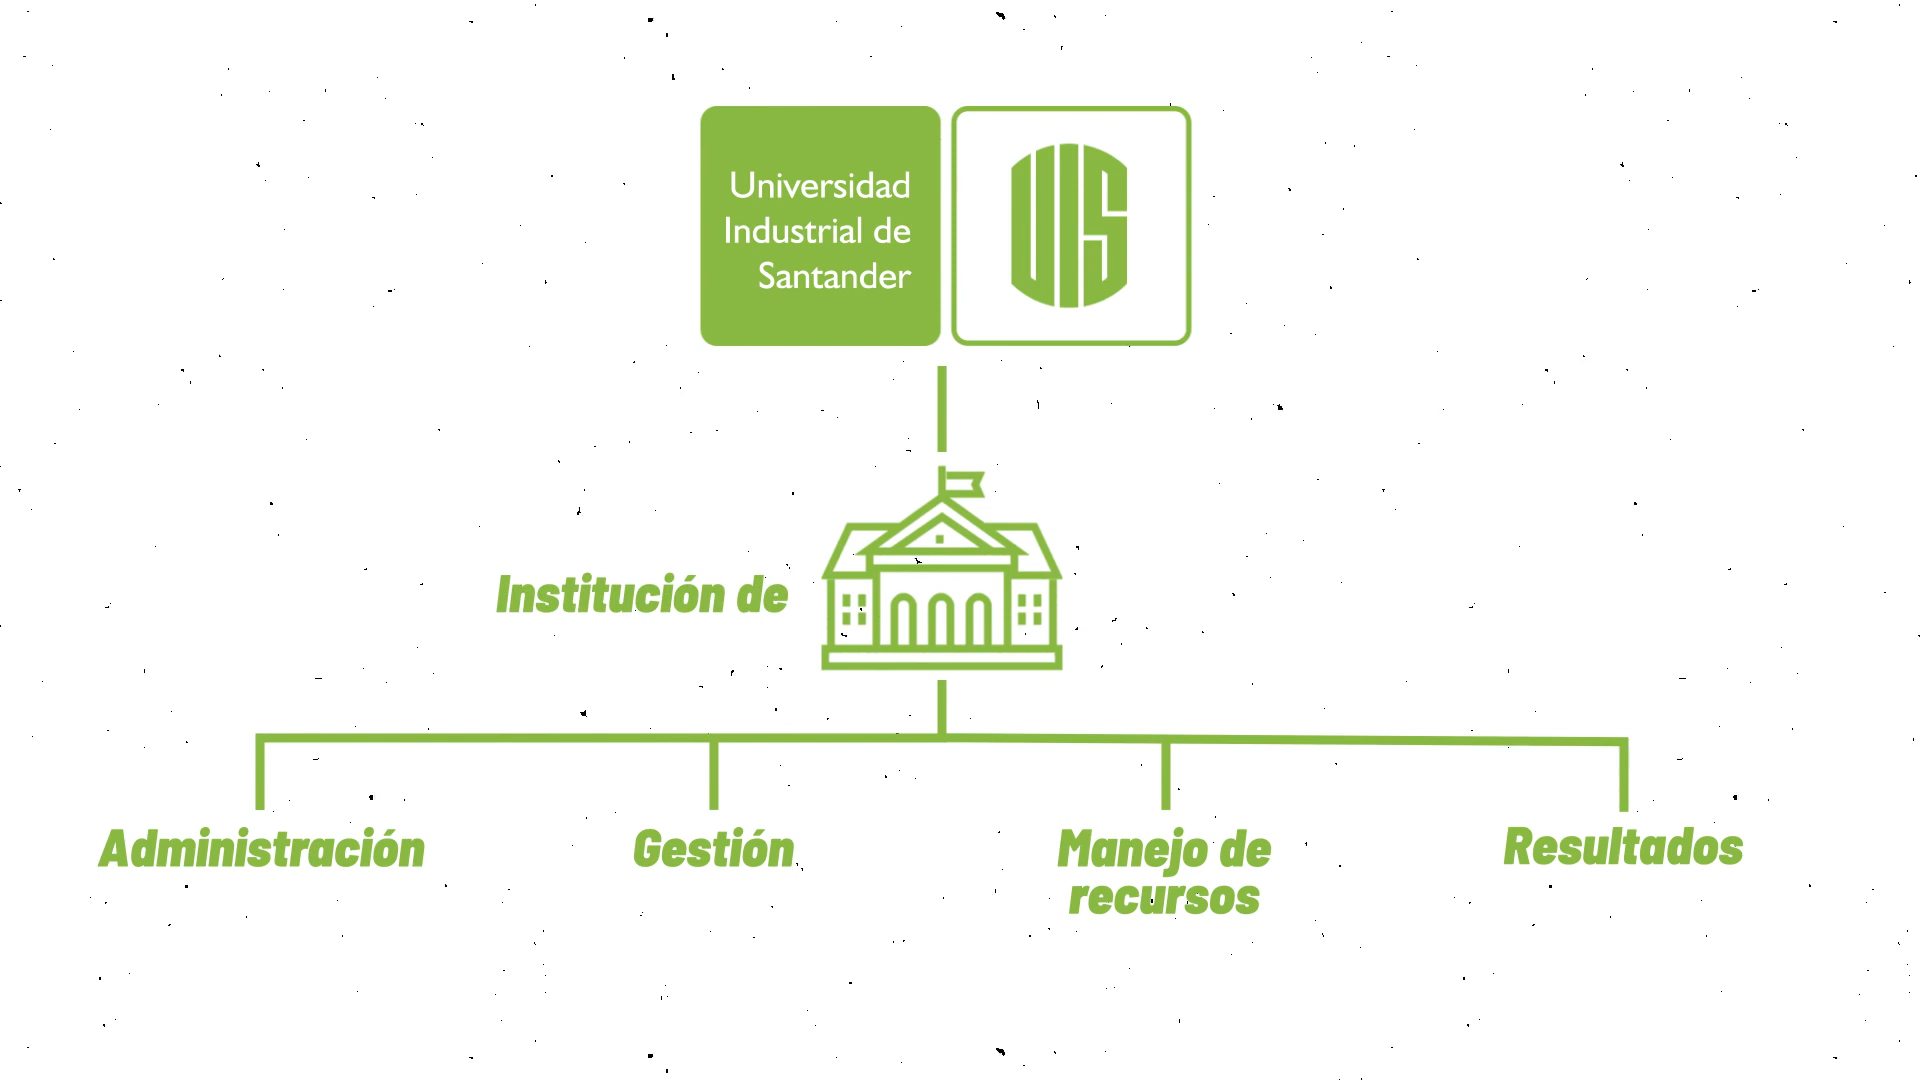 Universidad
Industrial de
Santander
UIS
Institución de
Administración
Gestión
Manejo de
recursos
Resultados